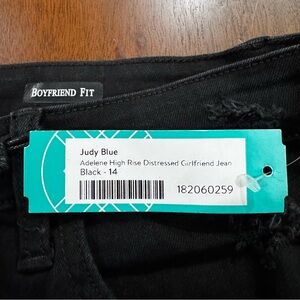 BOYFRIEND FIT
Judy Blue
Adelene High Rise Distressed Girlfriend Jean
Black - 14
182060259